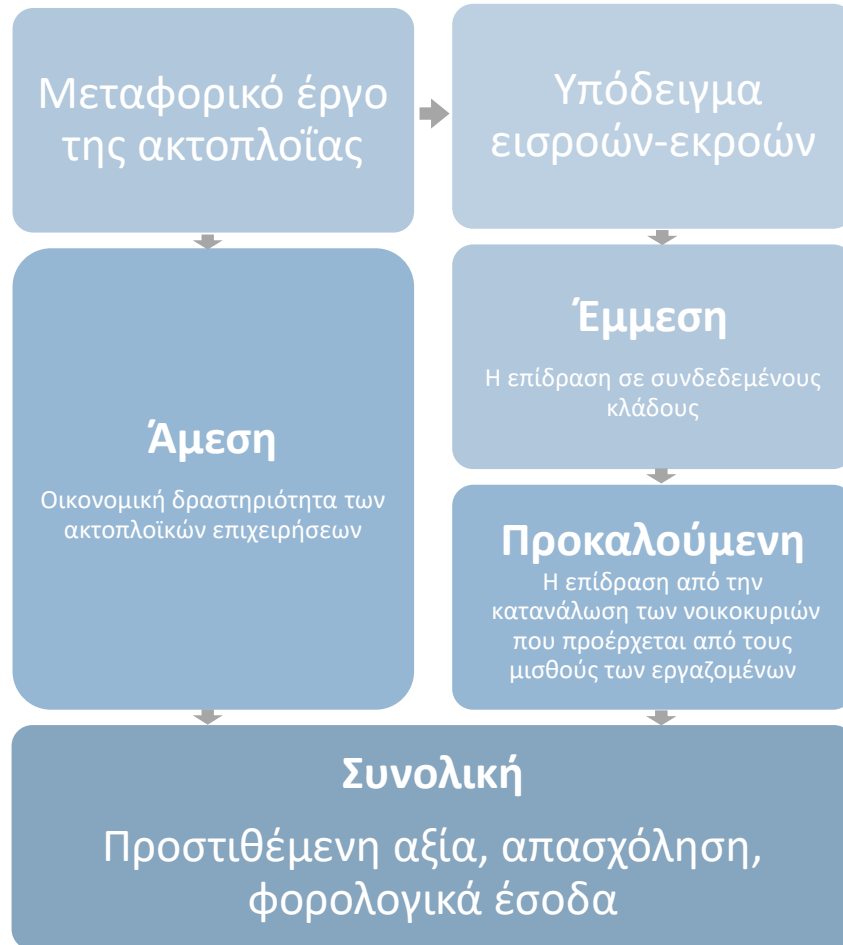 Μεταφορικό έργο
της ακτοπλοΐας
Υπόδειγμα
εισροών-εκροών
Άμεση
Οικονομική δραστηριότητα των
ακτοπλοϊκών επιχειρήσεων
Έμμεση
Η επίδραση σε συνδεδεμένους
κλάδους
Προκαλούμενη
Η επίδραση από την
κατανάλωση των νοικοκυριών
που προέρχεται από τους
μισθούς των εργαζομένων
Συνολική
Προστιθέμενη αξία, απασχόληση,
φορολογικά έσοδα